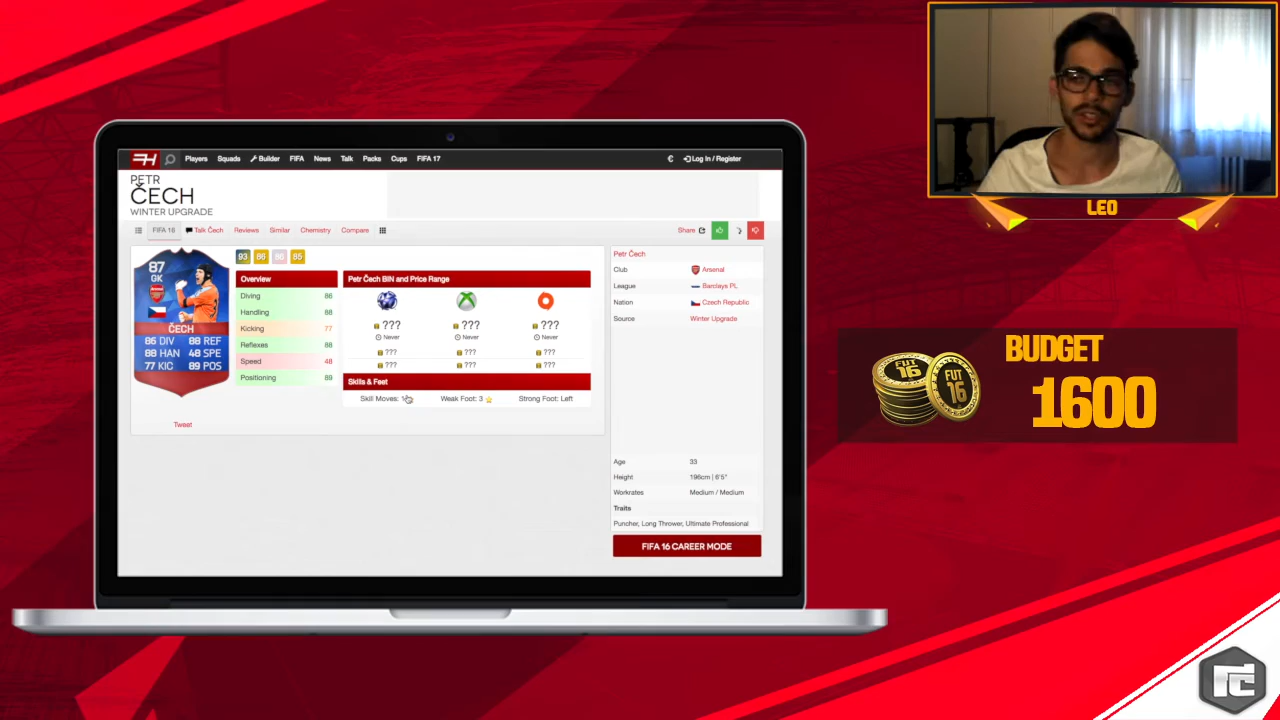 Players Squads Builder FIFA News Talk Packs Cups FIFA 17 € Log In / Register
PETR
ČECH
WINTER UPGRADE
FIFA 16 Talk Čech Reviews Similar Chemistry Compare Share
93 86 86 85
87
GK
ČECH
86 DIV 88 REF
88 HAN 48 SPE
77 KIC 89 POS
Overview
Diving 86
Handling 88
Kicking 77
Reflexes 88
Speed 48
Positioning 89
Petr Čech BIN and Price Range
??? ??? ???
Never Never Never
??? ??? ???
??? ??? ???
Skills & Feet
Skill Moves: 1 Weak Foot: 3 Strong Foot: Left
Tweet
Petr Čech
Club Arsenal
League Barclays PL
Nation Czech Republic
Source Winter Upgrade
Age 33
Height 196cm | 6'5"
Workrates Medium / Medium
Traits
Puncher, Long Thrower, Ultimate Professional
FIFA 16 CAREER MODE
LEO
FUT
16
FUT
16
BUDGET
1600